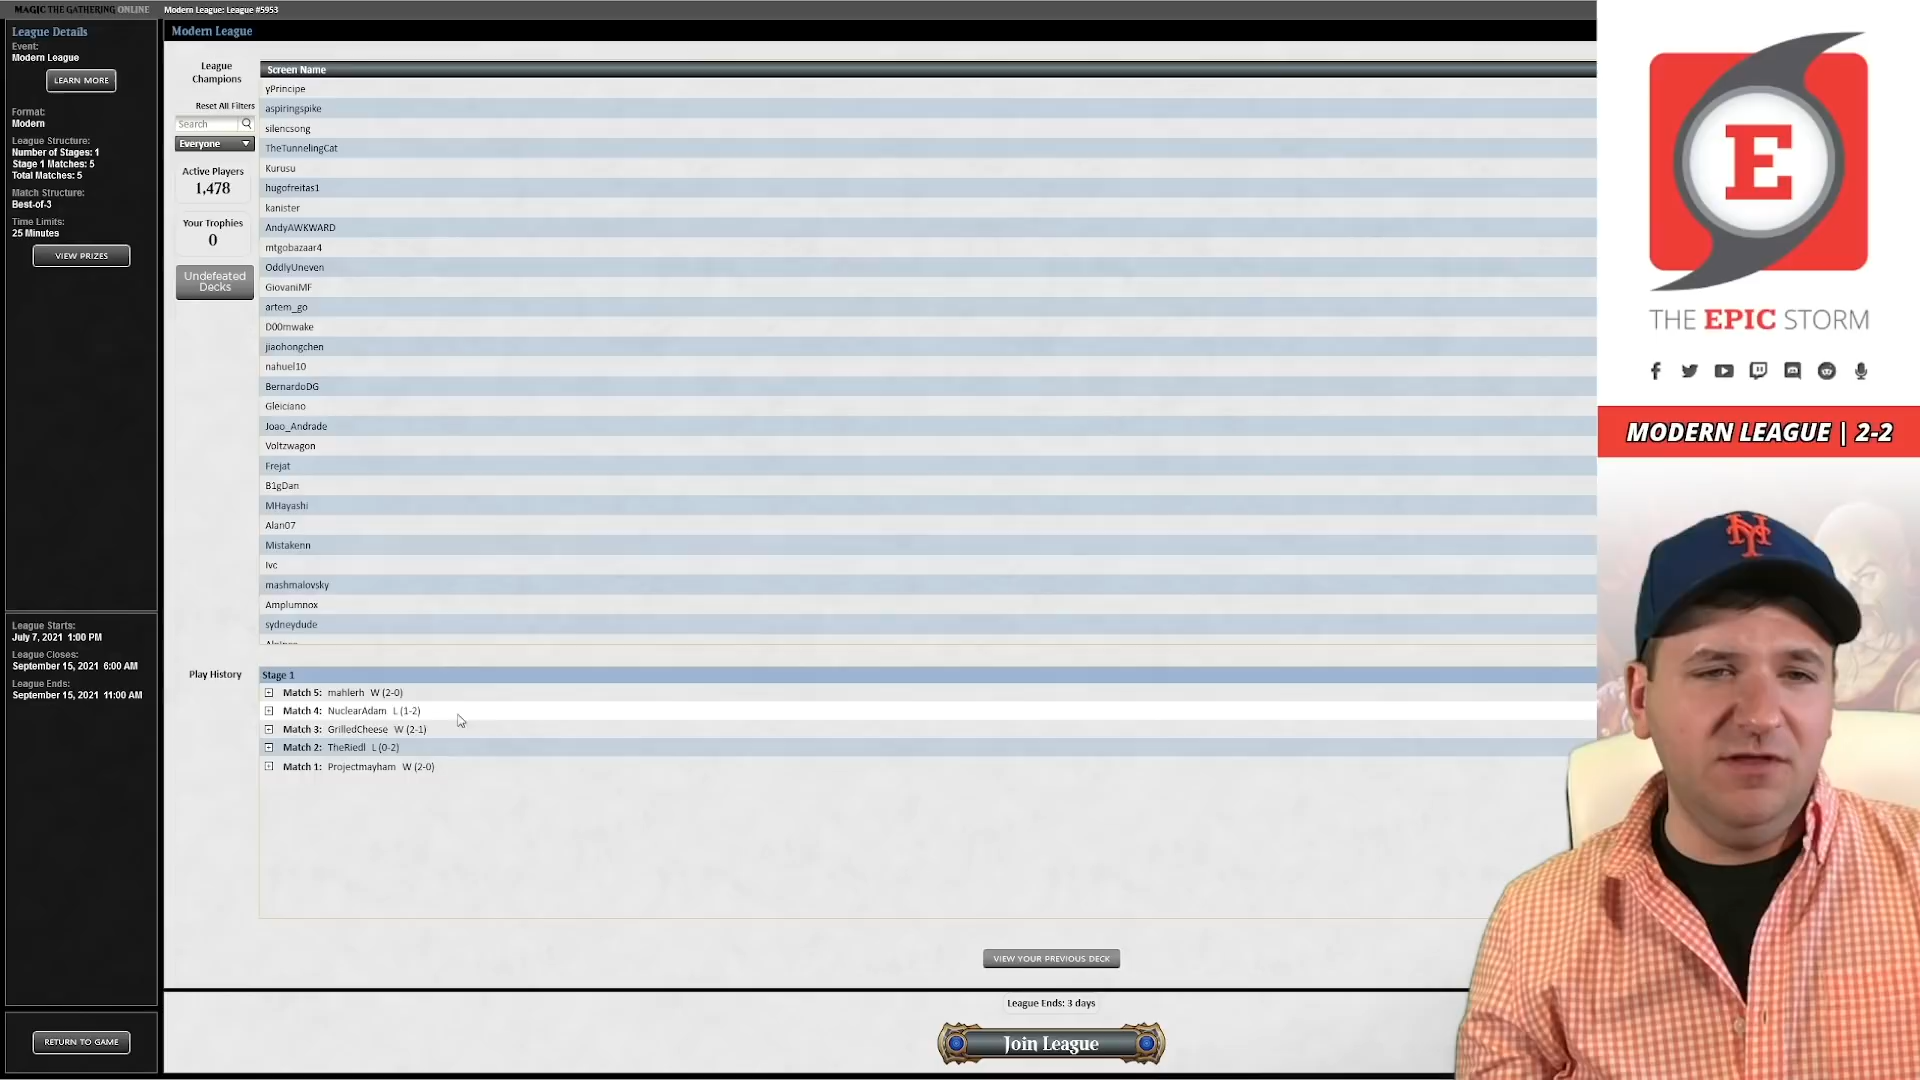 MAGIC THE GATHERING ONLINE
Modern League: League #5953
League Details
Event:
Modern League
LEARN MORE
Format:
Modern
League Structure:
Number of Stages: 1
Stage 1 Matches: 5
Total Matches: 5
Match Structure:
Best-of-3
Time Limits:
25 Minutes
VIEW PRIZES
League Starts:
July 7, 2021 1:00 PM
League Closes:
September 15, 2021 6:00 AM
League Ends:
September 15, 2021 11:00 AM
RETURN TO GAME
Modern League
League
Champions
Reset All Filters
Search
Everyone
Active Players
1,478
Your Trophies
0
Undefeated
Decks
Screen Name
yPrincipe
aspiringspike
silencsong
TheTunnelingCat
Kurusu
hugofreitas1
kanister
AndyAWKWARD
mtgobazaar4
OddlyUneven
GiovaniMF
artem_go
D00mwake
jiaohongchen
nahuel10
BernardoDG
Gleiciano
Joao_Andrade
Voltzwagon
Frejat
B1gDan
MHayashi
Alan07
Mistakenn
lvc
mashmalovsky
Amplumnox
sydneydude
Play History
Stage 1
Match 5: mahlerh W (2-0)
Match 4: NuclearAdam L (1-2)
Match 3: GrilledCheese W (2-1)
Match 2: TheRiedl L (0-2)
Match 1: Projectmayham W (2-0)
VIEW YOUR PREVIOUS DECK
League Ends: 3 days
Join League
E
THE EPIC STORM
MODERN LEAGUE | 2-2
NY